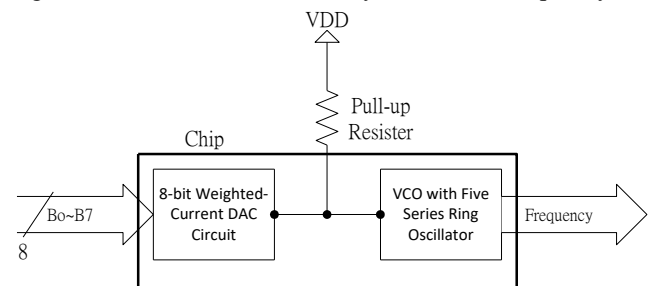 VDD
Pull-up
Resister
Chip
8-bit Weighted-
Current DAC
Circuit
VCO with Five
Series Ring
Oscillator
Bo~B7
Frequency
8